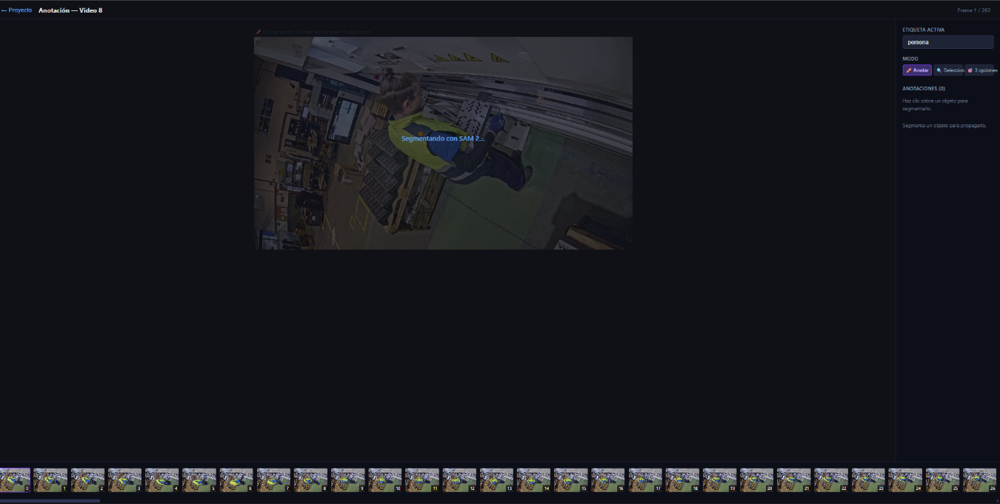 ← Proyecto Anotación — Video 8
Frame 1 / 263
ETIQUETA ACTIVA
persona
MODO
Anotar Seleccion 3 opciones
ANOTACIONES (0)
Haz clic sobre un objeto para
segmentarlo.
Segmenta un objeto para propagarlo.
Segmentando con SAM 2...
0 1 2 3 4 5 6 7 8 9 10 11 12 13 14 15 16 17 18 19 20 21 22 23 24 25 26